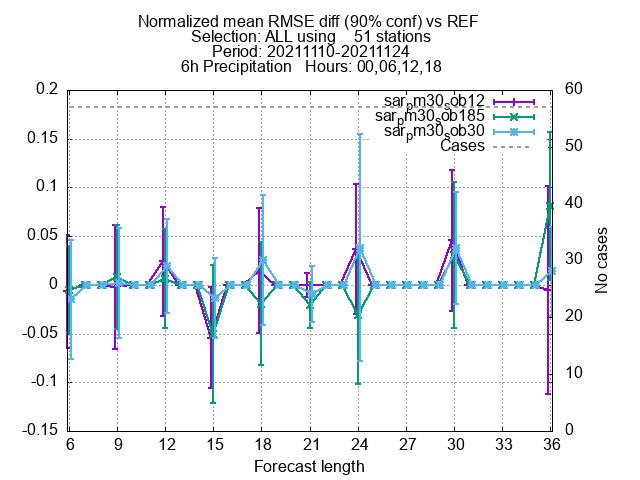 Normalized mean RMSE diff (90% conf) vs REF
Selection: ALL using    51 stations
Period: 20211110-20211124
6h Precipitation   Hours: 00,06,12,18
0.2
0.15
0.1
0.05
0
-0.05
-0.1
-0.15
60
50
40
30
20
10
0
sarpm30sob12
sarpm30sob185
sarpm30sob30
Cases
No cases
6 9 12 15 18 21 24 27 30 33 36
Forecast length